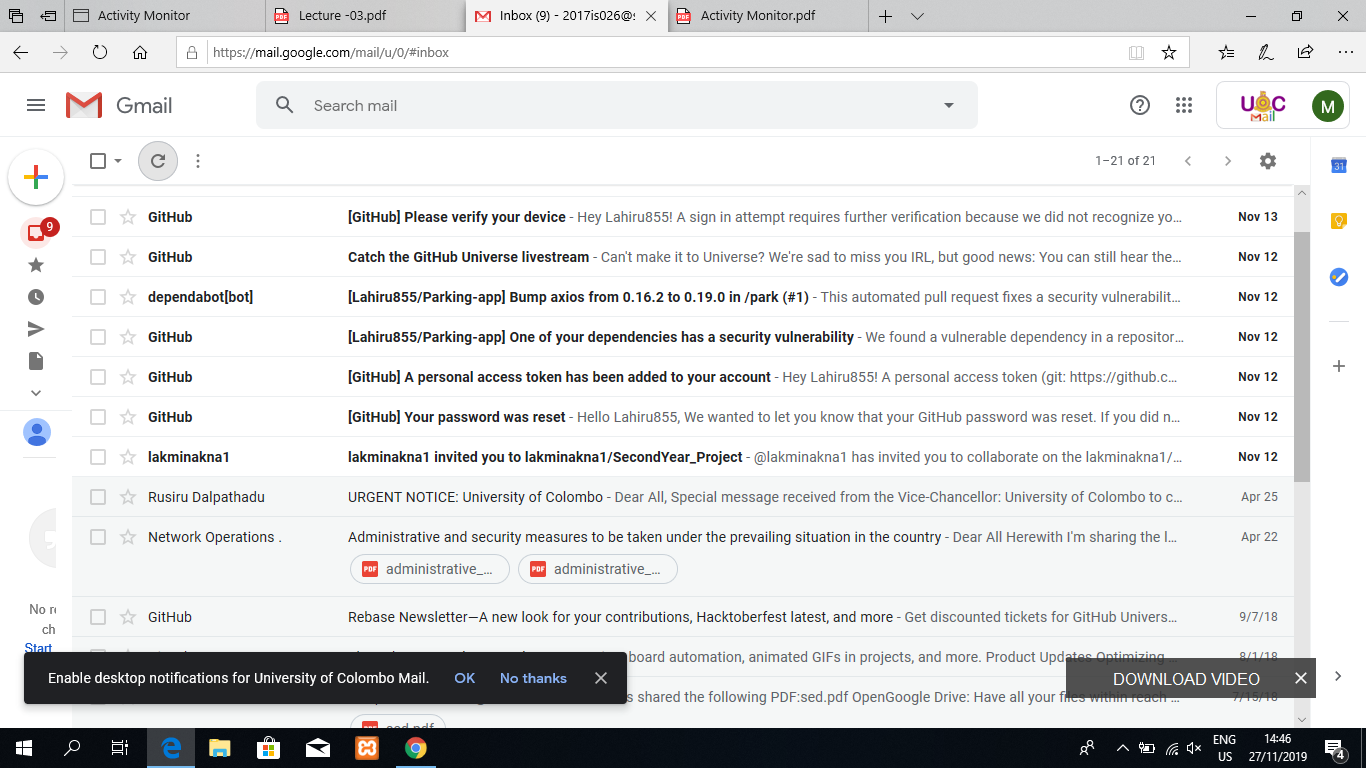 Activity Monitor
Lecture -03.pdf
Inbox (9) - 2017is026@s
Activity Monitor.pdf
https://mail.google.com/mail/u/0/#inbox
Gmail
Search mail
UOC
Mail
M
1–21 of 21
31
9
GitHub [GitHub] Please verify your device - Hey Lahiru855! A sign in attempt requires further verification because we did not recognize yo... Nov 13
GitHub Catch the GitHub Universe livestream - Can't make it to Universe? We're sad to miss you IRL, but good news: You can still hear the... Nov 12
dependabot[bot] [Lahiru855/Parking-app] Bump axios from 0.16.2 to 0.19.0 in /park (#1) - This automated pull request fixes a security vulnerabilit... Nov 12
GitHub [Lahiru855/Parking-app] One of your dependencies has a security vulnerability - We found a vulnerable dependency in a repositor... Nov 12
GitHub [GitHub] A personal access token has been added to your account - Hey Lahiru855! A personal access token (git: https://github.c... Nov 12
GitHub [GitHub] Your password was reset - Hello Lahiru855, We wanted to let you know that your GitHub password was reset. If you did n... Nov 12
lakminakna1 lakminakna1 invited you to lakminakna1/SecondYear_Project - @lakminakna1 has invited you to collaborate on the lakminakna1/... Nov 12
Rusiru Dalpathadu URGENT NOTICE: University of Colombo - Dear All, Special message received from the Vice-Chancellor: University of Colombo to c... Apr 25
Network Operations . Administrative and security measures to be taken under the prevailing situation in the country - Dear All Herewith I'm sharing the l... Apr 22
PDF administrative_... PDF administrative_...
GitHub Rebase Newsletter—A new look for your contributions, Hacktoberfest latest, and more - Get discounted tickets for GitHub Univers... 9/7/18
board automation, animated GIFs in projects, and more. Product Updates Optimizing ... 8/1/18
s shared the following PDF:sed.pdf OpenGoogle Drive: Have all your files within reach ... 7/15/18
sed.pdf
No re
ch
Start
Enable desktop notifications for University of Colombo Mail. OK No thanks
DOWNLOAD VIDEO
ENG
US
14:46
27/11/2019
4